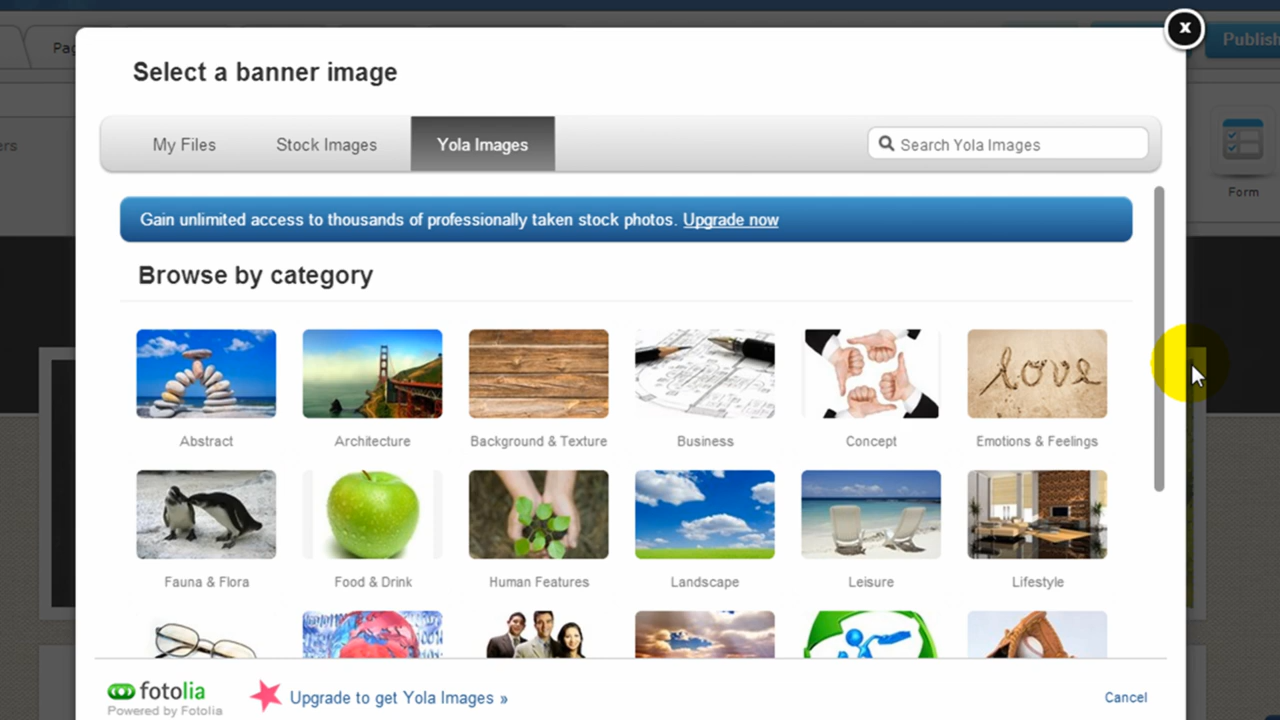 Pa
Publish
x
Select a banner image
My Files
Stock Images
Yola Images
Search Yola Images
ers
Form
Gain unlimited access to thousands of professionally taken stock photos. Upgrade now
Browse by category
love
Abstract
Architecture
Background & Texture
Business
Concept
Emotions & Feelings
Fauna & Flora
Food & Drink
Human Features
Landscape
Leisure
Lifestyle
fotolia
Powered by Fotolia
Upgrade to get Yola Images »
Cancel